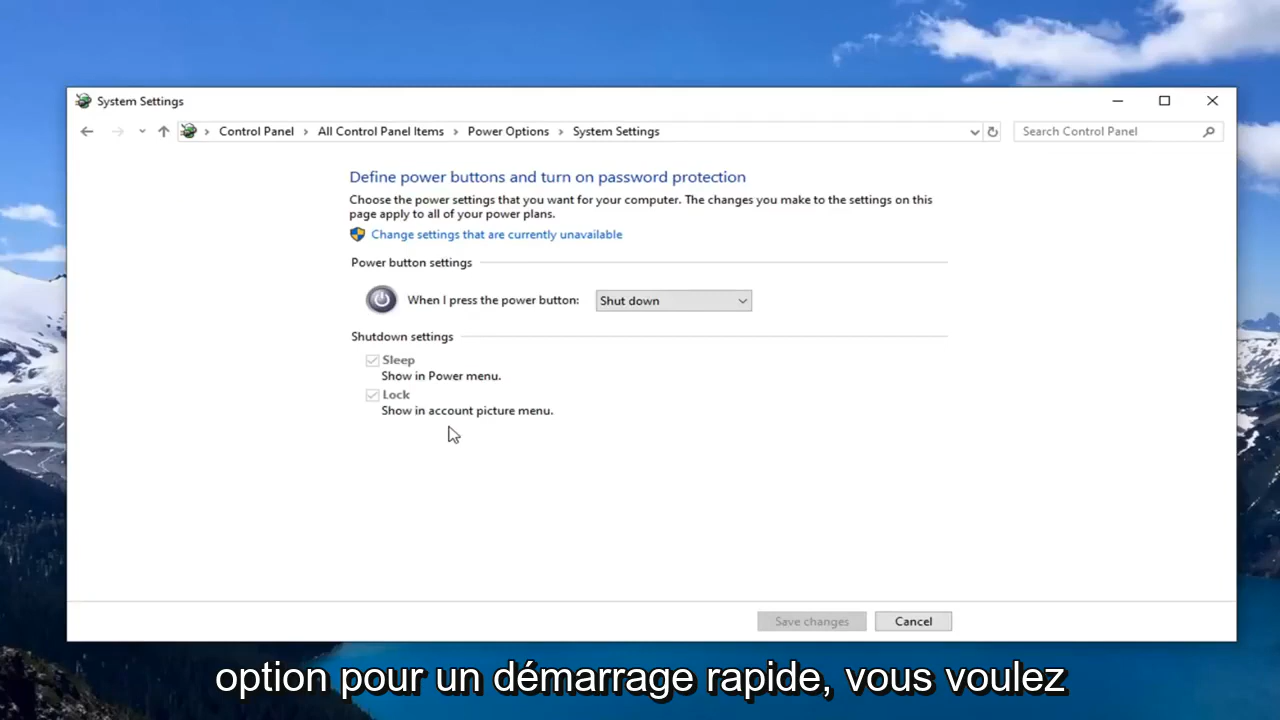 System Settings
Control Panel > All Control Panel Items > Power Options > System Settings
Search Control Panel
Define power buttons and turn on password protection
Choose the power settings that you want for your computer. The changes you make to the settings on this
page apply to all of your power plans.
Change settings that are currently unavailable
Power button settings
When I press the power button: Shut down
Shutdown settings
Sleep
Show in Power menu.
Lock
Show in account picture menu.
Save changes Cancel
option pour un démarrage rapide, vous voulez